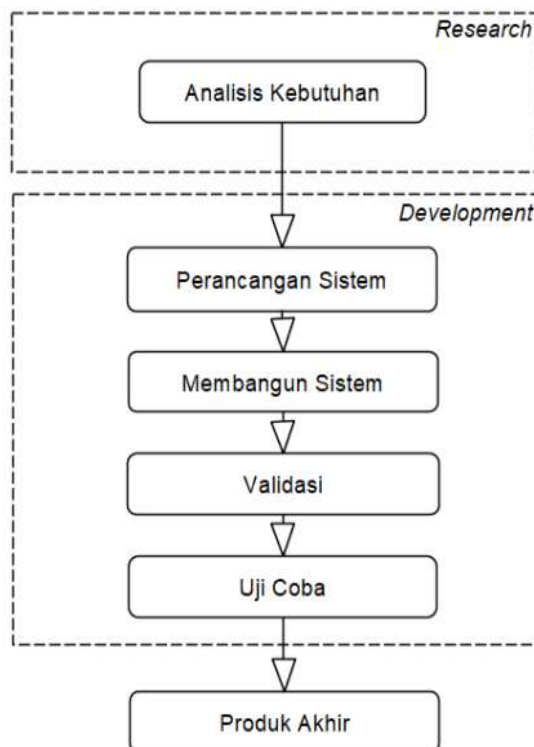 Research
Analisis Kebutuhan
Development
Perancangan Sistem
Membangun Sistem
Validasi
Uji Coba
Produk Akhir